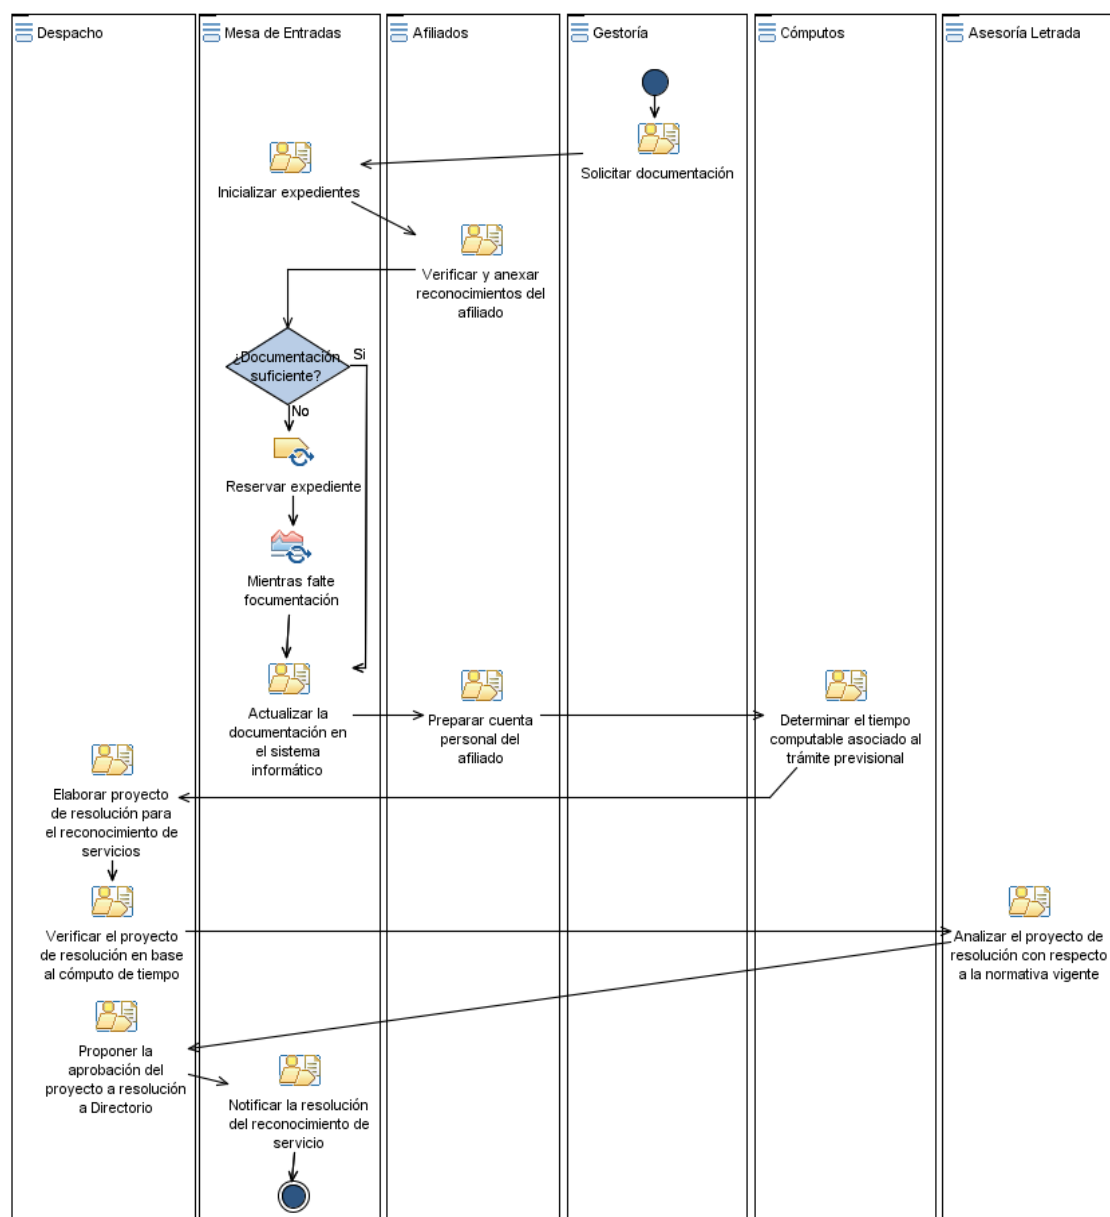 Despacho
Mesa de Entradas
Afiliados
Gestoría
Cómputos
Asesoría Letrada
Solicitar documentación
Inicializar expedientes
Verificar y anexar
reconocimientos del
afiliado
¿Documentación
suficiente?
Si
No
Reservar expediente
Mientras falte
focumentación
Actualizar la
documentación en
el sistema
informático
Preparar cuenta
personal del
afiliado
Determinar el tiempo
computable asociado al
trámite previsional
Elaborar proyecto
de resolución para
el reconocimiento de
servicios
Verificar el proyecto
de resolución en base
al cómputo de tiempo
Analizar el proyecto de
resolución con respecto
a la normativa vigente
Proponer la
aprobación del
proyecto a resolución
a Directorio
Notificar la resolución
del reconocimiento de
servicio